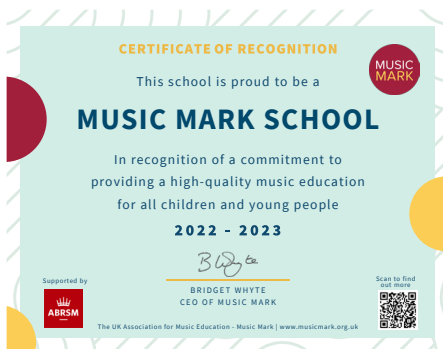 CERTIFICATE OF RECOGNITION
MUSIC
MARK
This school is proud to be a
MUSIC MARK SCHOOL
In recognition of a commitment to
providing a high-quality music education
for all children and young people
2022 - 2023
B Whyte
BRIDGET WHYTE
CEO OF MUSIC MARK
Supported by
ABRSM
Scan to find
out more
The UK Association for Music Education - Music Mark | www.musicmark.org.uk